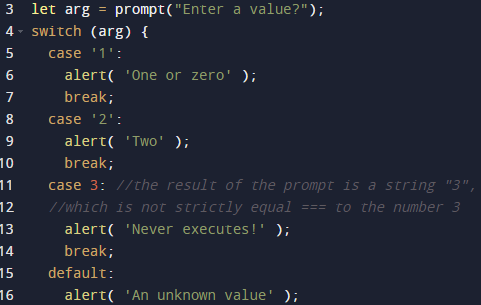 3 let arg = prompt("Enter a value?");
4 switch (arg) {
5 case '1':
6 alert( 'One or zero' );
7 break;
8 case '2':
9 alert( 'Two' );
10 break;
11 case 3: //the result of the prompt is a string "3",
12 //which is not strictly equal === to the number 3
13 alert( 'Never executes!' );
14 break;
15 default:
16 alert( 'An unknown value' );